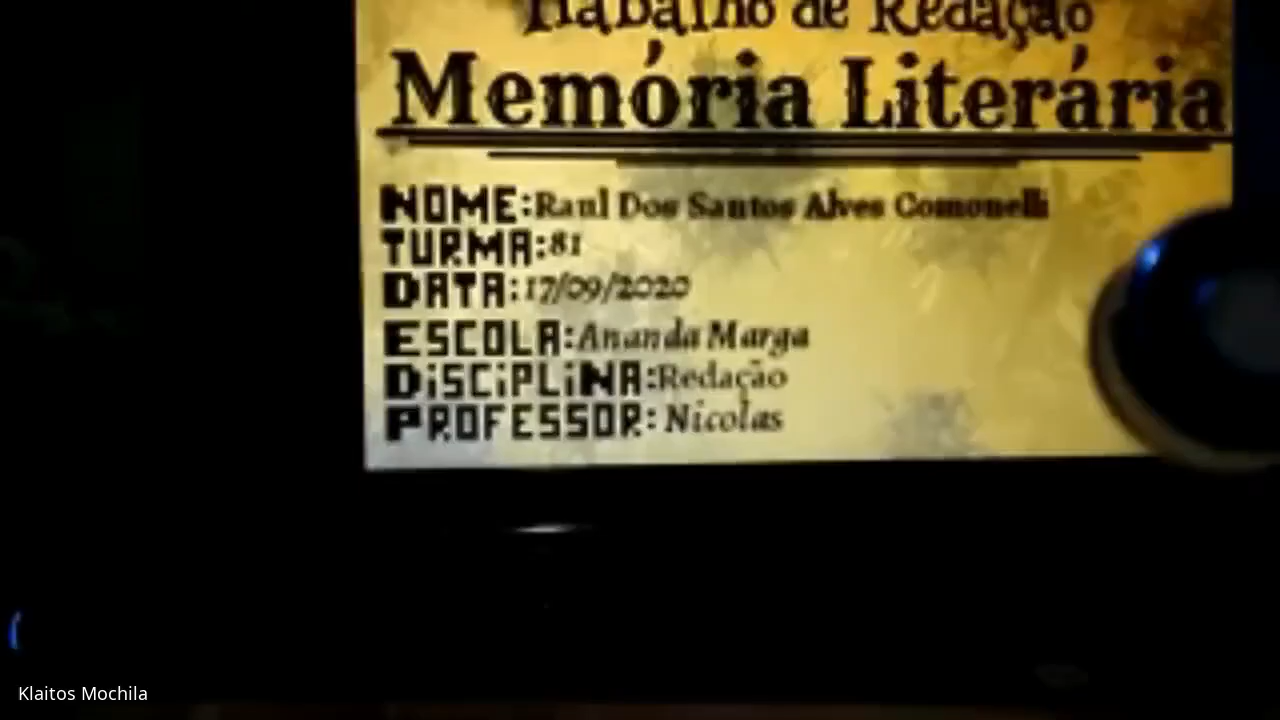 Trabalho de Redação
Memória Literária
NOME:Raul Dos Santos Alves Comonelli
TURMA:81
DATA:17/09/2020
ESCOLA:Ananda Marga
DiSCiPLiNA:Redação
PROFESSOR: Nicolas
Klaitos Mochila